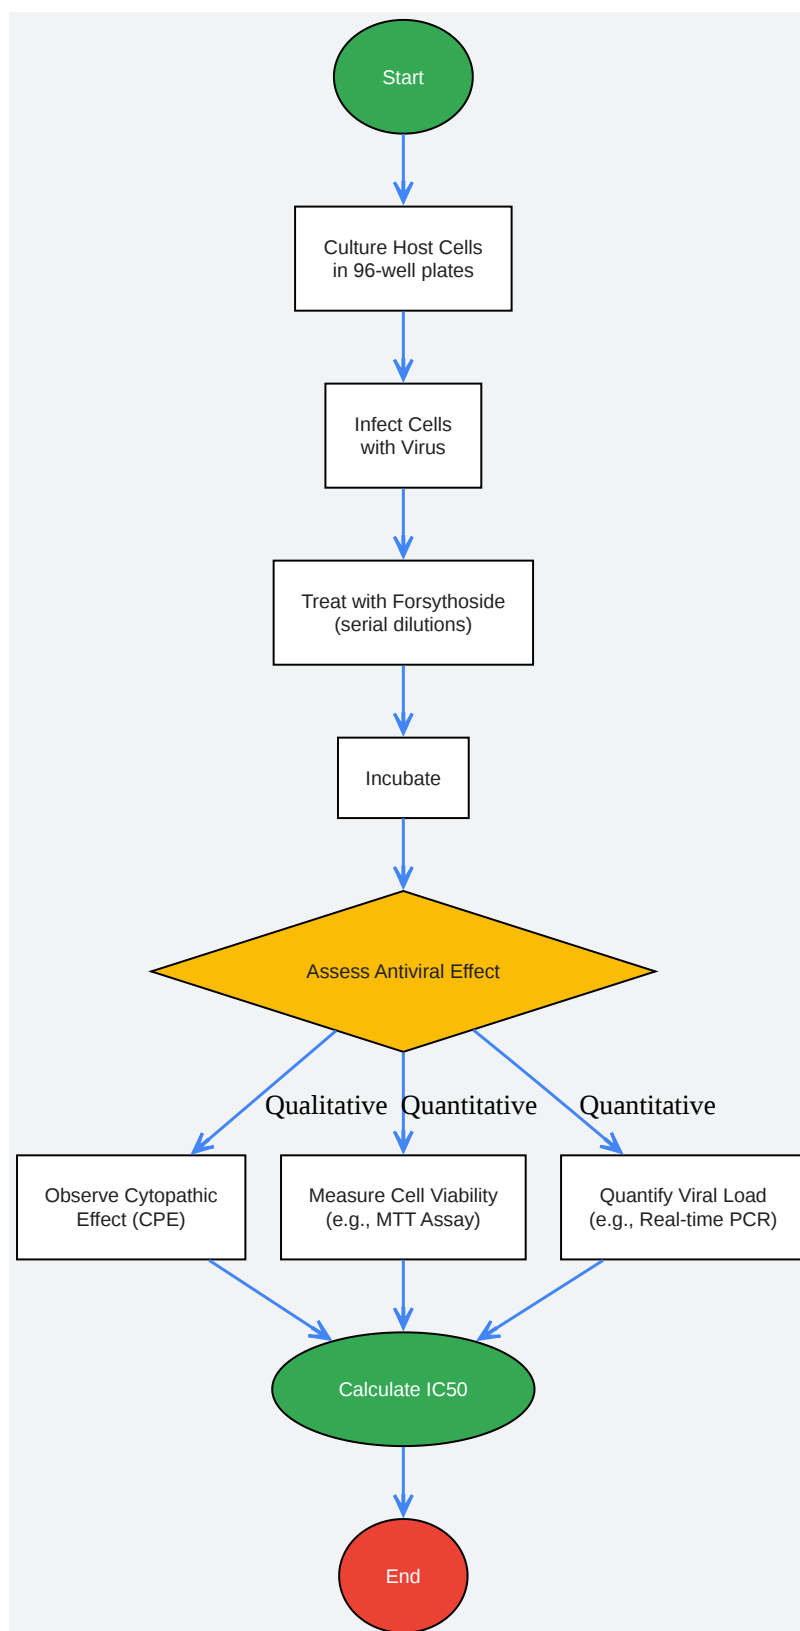 Start
Culture Host Cells
in 96-well plates
Infect Cells
with Virus
Treat with Forsythoside
(serial dilutions)
Incubate
Assess Antiviral Effect
Qualitative
Quantitative
Quantitative
Observe Cytopathic
Effect (CPE)
Measure Cell Viability
(e.g., MTT Assay)
Quantify Viral Load
(e.g., Real-time PCR)
Calculate IC50
End